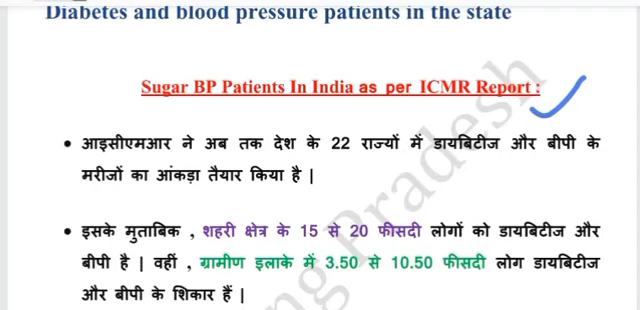 Diabetes and blood pressure patients in the state
Sugar BP Patients In India as per ICMR Report :
• आइसीएमआर ने अब तक देश के 22 राज्यों में डायबिटीज और बीपी के
मरीजों का आंकड़ा तैयार किया है |
• इसके मुताबिक , शहरी क्षेत्र के 15 से 20 फीसदी लोगों को डायबिटीज और
बीपी है | वहीं , ग्रामीण इलाके में 3.50 से 10.50 फीसदी लोग डायबिटीज
और बीपी के शिकार हैं |
Pradesh